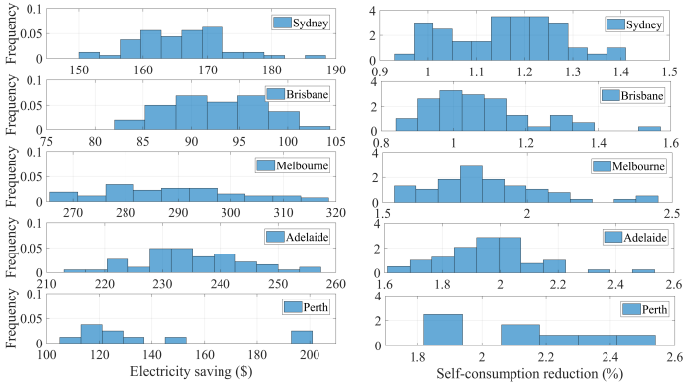 0.1
0.05
0
Frequency
Sydney
150 160 170 180 190
4
2
0
Sydney
0.9 1 1.1 1.2 1.3 1.4 1.5
0.1
0.05
0
Frequency
Brisbane
75 80 85 90 95 100 105
4
2
0
Brisbane
0.8 1 1.2 1.4 1.6
0.1
0.05
0
Frequency
Melbourne
270 280 290 300 310 320
4
2
0
Melbourne
1.5 2 2.5
0.1
0.05
0
Frequency
Adelaide
210 220 230 240 250 260
4
2
0
Adelaide
1.6 1.8 2 2.2 2.4 2.6
0.1
0.05
0
Frequency
Perth
100 120 140 160 180 200
Electricity saving ($)
4
2
0
Perth
1.8 2 2.2 2.4 2.6
Self-consumption reduction (%)